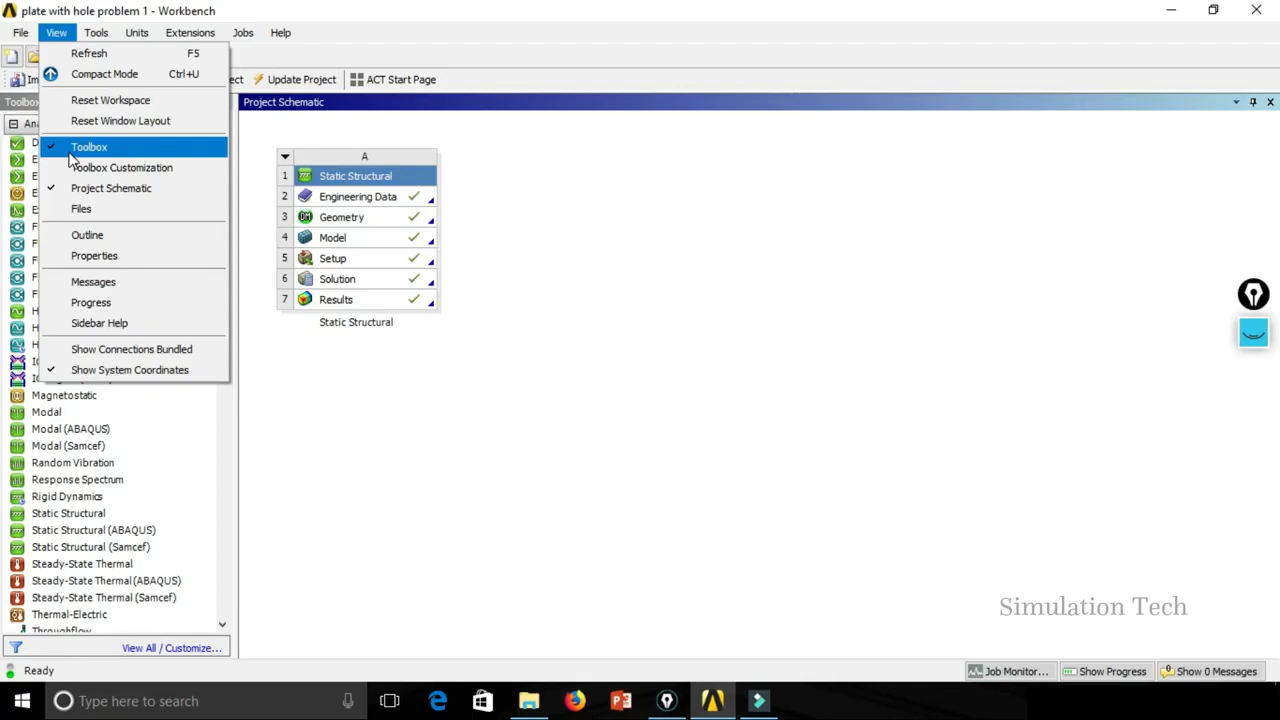 plate with hole problem 1 - Workbench
File View Tools Units Extensions Jobs Help
Refresh F5
Compact Mode Ctrl+U
Update Project
ACT Start Page
Reset Workspace
Reset Window Layout
Toolbox
Toolbox Customization
Project Schematic
Files
Outline
Properties
Messages
Progress
Sidebar Help
Show Connections Bundled
Show System Coordinates
Magnetostatic
Modal
Modal (ABAQUS)
Modal (Samcef)
Random Vibration
Response Spectrum
Rigid Dynamics
Static Structural
Static Structural (ABAQUS)
Static Structural (Samcef)
Steady-State Thermal
Steady-State Thermal (ABAQUS)
Steady-State Thermal (Samcef)
Thermal-Electric
Throughflow
View All / Customize...
Project Schematic
A
1 Static Structural
2 Engineering Data
3 Geometry
4 Model
5 Setup
6 Solution
7 Results
Static Structural
Simulation Tech
Ready
Job Monitor... Show Progress Show 0 Messages
Type here to search